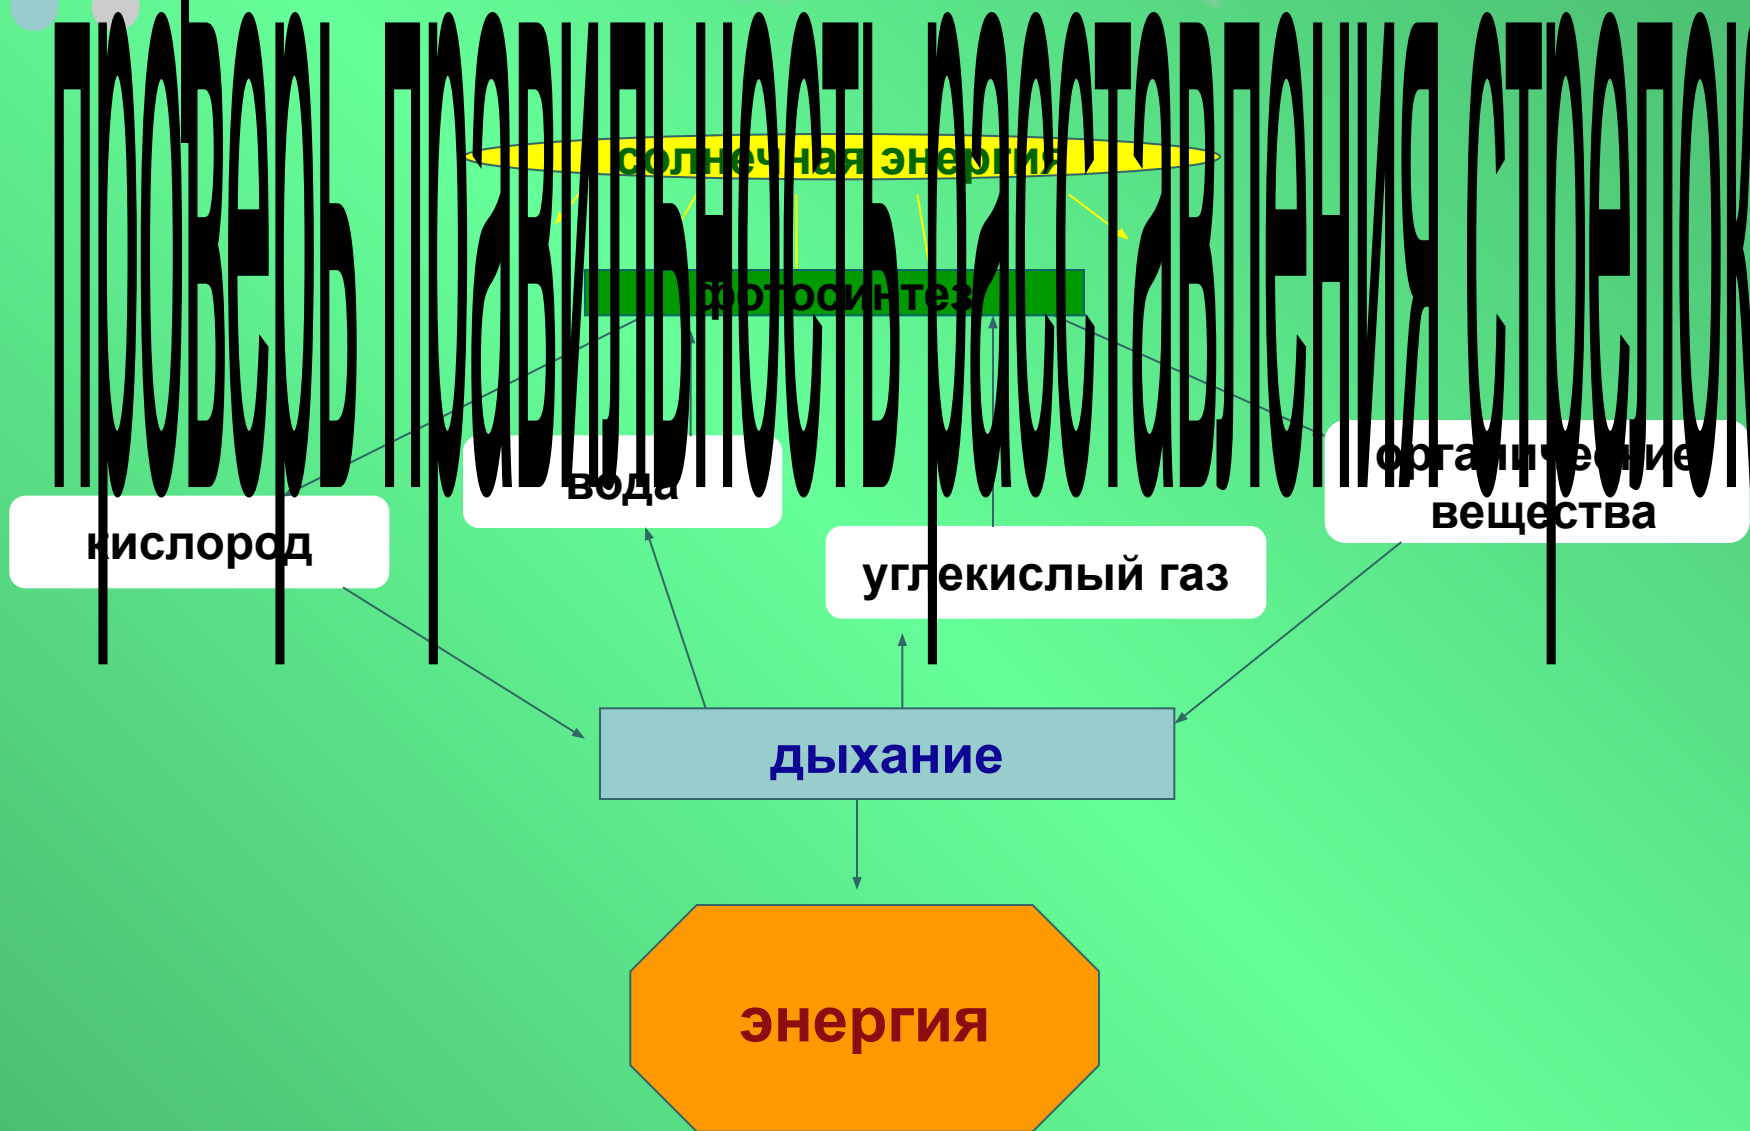 проверь правильность расставления стрелок
солнечная энергия
фотосинтез
органические
вещества
вода
кислород
углекислый газ
дыхание
энергия